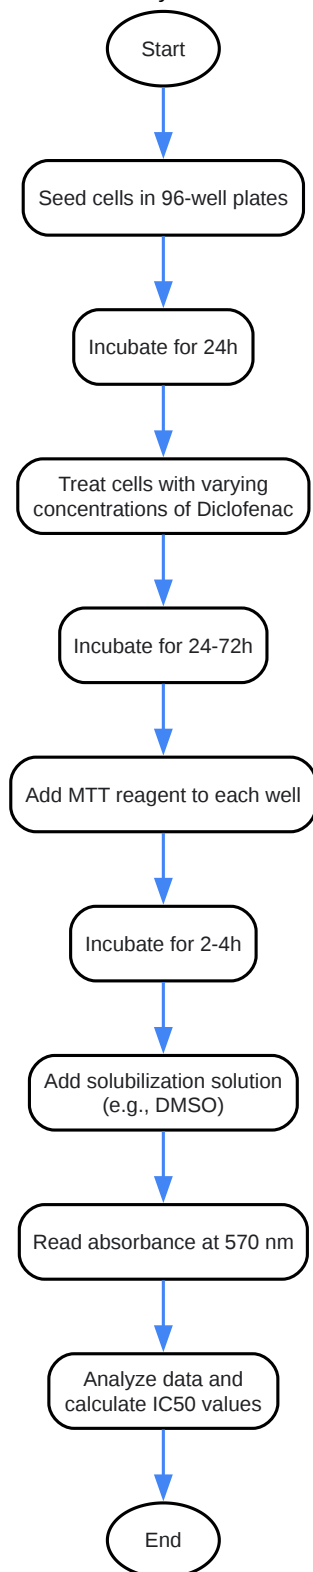 Start
Seed cells in 96-well plates
Incubate for 24h
Treat cells with varying
concentrations of Diclofenac
Incubate for 24-72h
Add MTT reagent to each well
Incubate for 2-4h
Add solubilization solution
(e.g., DMSO)
Read absorbance at 570 nm
Analyze data and
calculate IC50 values
End